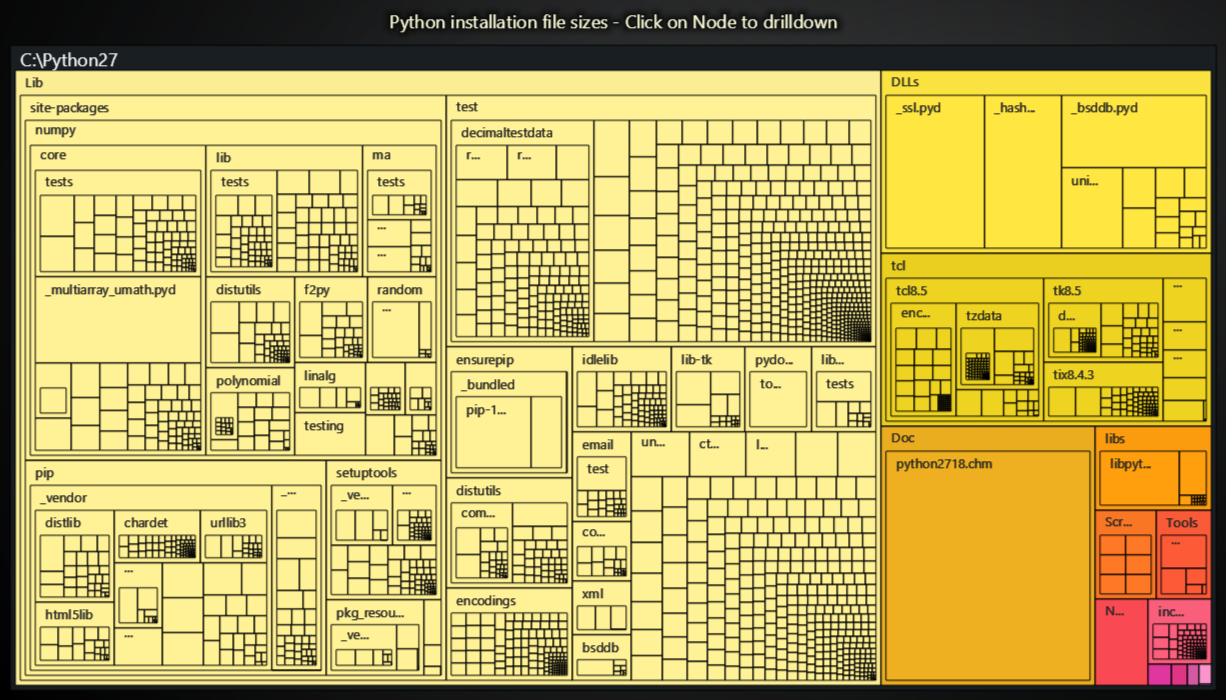 Python installation file sizes - Click on Node to drilldown
C:\Python27
Lib
site-packages
numpy
core
tests
lib
tests
ma
tests
...
...
_multiarray_umath.pyd
distutils
f2py
random
...
polynomial
linalg
testing
pip
_vendor
distlib
chardet
urllib3
...
html5lib
...
_...
setuptools
_ve...
...
pkg_resou...
_ve...
test
decimaltestdata
r...
r...
ensurepip
_bundled
pip-1...
distutils
com...
encodings
idlelib
lib-tk
pydo...
to...
lib...
tests
email
test
co...
xml
bsddb
un...
ct...
l...
DLLs
_ssl.pyd
_hash...
_bsddb.pyd
uni...
tcl
tcl8.5
enc...
tzdata
tk8.5
d...
tix8.4.3
...
...
...
Doc
python2718.chm
libs
libpyt...
Scr...
Tools
...
N...
inc...